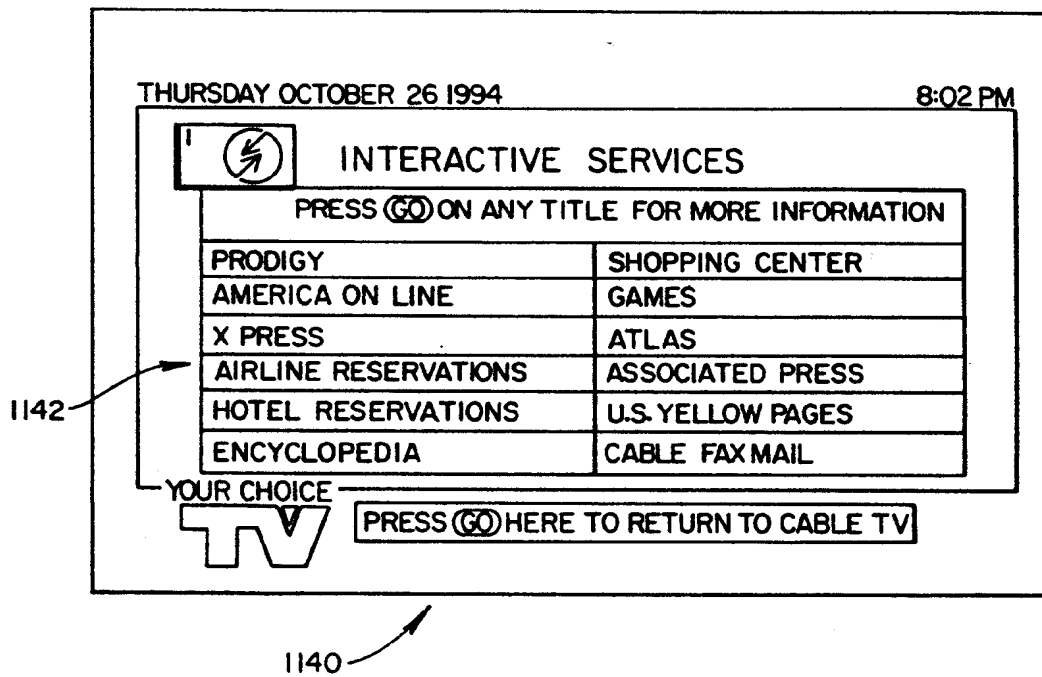 THURSDAY OCTOBER 26 1994 8:02 PM
1 INTERACTIVE SERVICES
PRESS GO ON ANY TITLE FOR MORE INFORMATION
PRODIGY SHOPPING CENTER
AMERICA ON LINE GAMES
X PRESS ATLAS
AIRLINE RESERVATIONS ASSOCIATED PRESS
1142
HOTEL RESERVATIONS U.S. YELLOW PAGES
ENCYCLOPEDIA CABLE FAX MAIL
YOUR CHOICE
TV PRESS GO HERE TO RETURN TO CABLE TV
1140